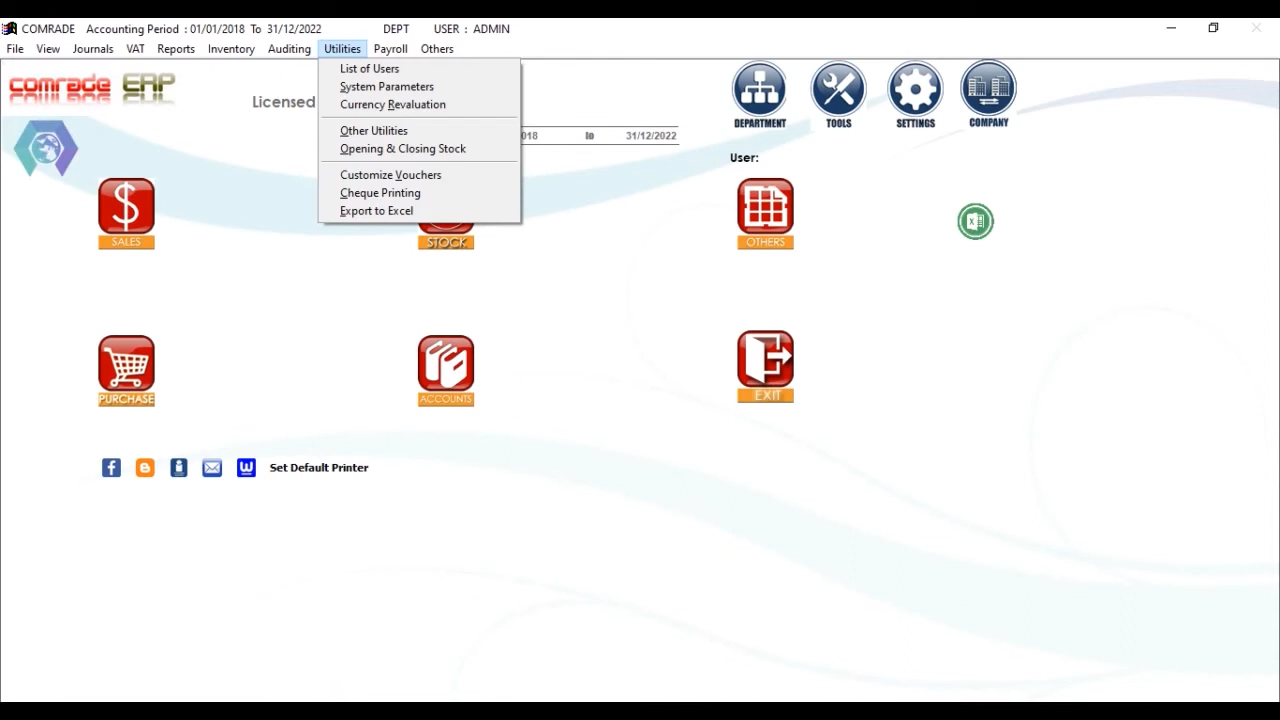 COMRADE Accounting Period : 01/01/2018 To 31/12/2022 DEPT USER : ADMIN
File View Journals VAT Reports Inventory Auditing Utilities Payroll Others
List of Users
System Parameters
Currency Revaluation
Other Utilities
Opening & Closing Stock
Customize Vouchers
Cheque Printing
Export to Excel
comrade ERP
Licensed
DEPARTMENT TOOLS SETTINGS COMPANY
018 to 31/12/2022
User:
SALES STOCK OTHERS
PURCHASE ACCOUNTS EXIT
Set Default Printer